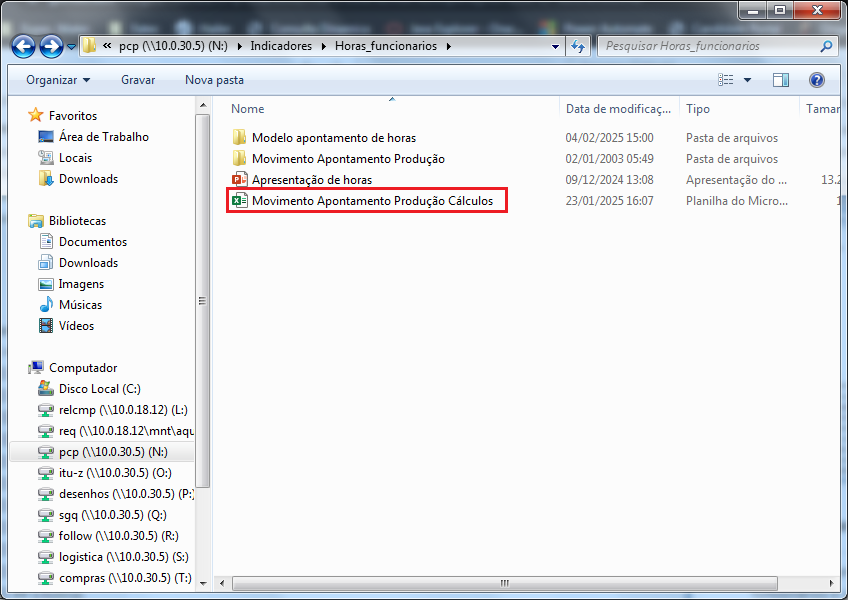 « pcp (\\10.0.30.5) (N:) Indicadores Horas_funcionarios
Pesquisar Horas_funcionarios
Organizar Gravar Nova pasta
Nome Data de modificaç... Tipo Tamar
Modelo apontamento de horas 04/02/2025 15:00 Pasta de arquivos
Movimento Apontamento Produção 02/01/2003 05:49 Pasta de arquivos
Apresentação de horas 09/12/2024 13:08 Apresentação do ... 13.2
Movimento Apontamento Produção Cálculos 23/01/2025 16:07 Planilha do Micro... 1
Favoritos
Área de Trabalho
Locais
Downloads
Bibliotecas
Documentos
Downloads
Imagens
Músicas
Vídeos
Computador
Disco Local (C:)
relcmp (\\10.0.18.12) (L:)
req (\\10.0.18.12\mnt\aqu
pcp (\\10.0.30.5) (N:)
itu-z (\\10.0.30.5) (O:)
desenhos (\\10.0.30.5) (P:)
sgq (\\10.0.30.5) (Q:)
follow (\\10.0.30.5) (R:)
logistica (\\10.0.30.5) (S:)
compras (\\10.0.30.5) (T:)